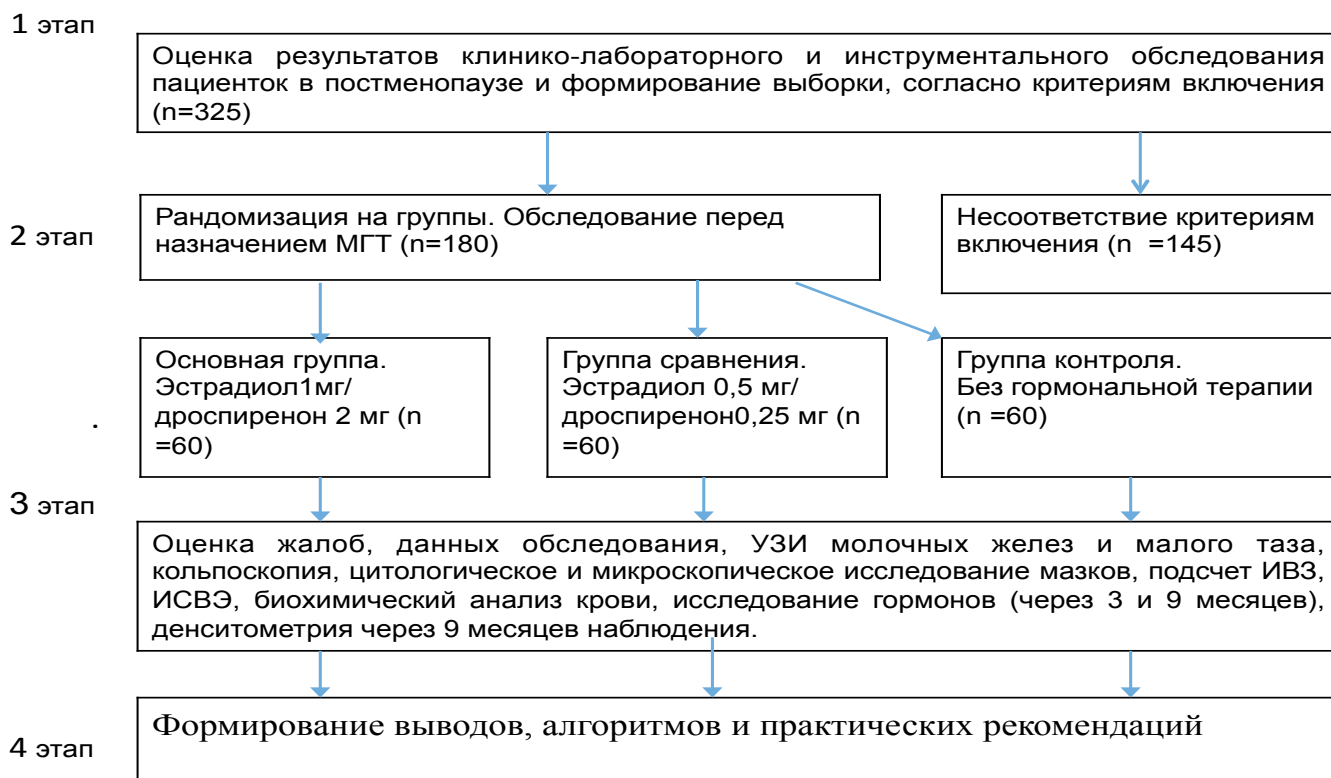 1 этап
Оценка результатов клинико-лабораторного и инструментального обследования
пациенток в постменопаузе и формирование выборки, согласно критериям включения
(n=325)
2 этап
Рандомизация на группы. Обследование перед
назначением МГТ (n=180)
Несоответствие критериям
включения (n =145)
Основная группа.
Эстрадиол1мг/
дроспиренон 2 мг (n
=60)
Группа сравнения.
Эстрадиол 0,5 мг/
дроспиренон0,25 мг (n
=60)
Группа контроля.
Без гормональной терапии
(n =60)
.
3 этап
Оценка жалоб, данных обследования, УЗИ молочных желез и малого таза,
кольпоскопия, цитологическое и микроскопическое исследование мазков, подсчет ИВЗ,
ИСВЭ, биохимический анализ крови, исследование гормонов (через 3 и 9 месяцев),
денситометрия через 9 месяцев наблюдения.
4 этап
Формирование выводов, алгоритмов и практических рекомендаций